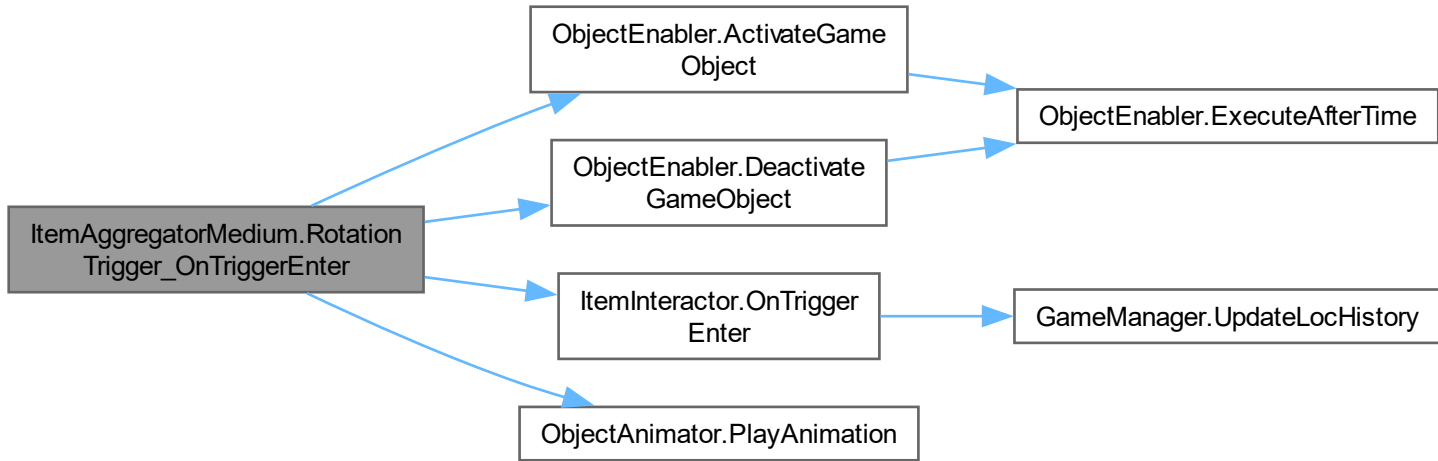 ItemAggregatorMedium.Rotation
Trigger_OnTriggerEnter
ObjectEnabler.ActivateGame
Object
ObjectEnabler.Deactivate
GameObject
ItemInteractor.OnTrigger
Enter
ObjectAnimator.PlayAnimation
ObjectEnabler.ExecuteAfterTime
GameManager.UpdateLocHistory